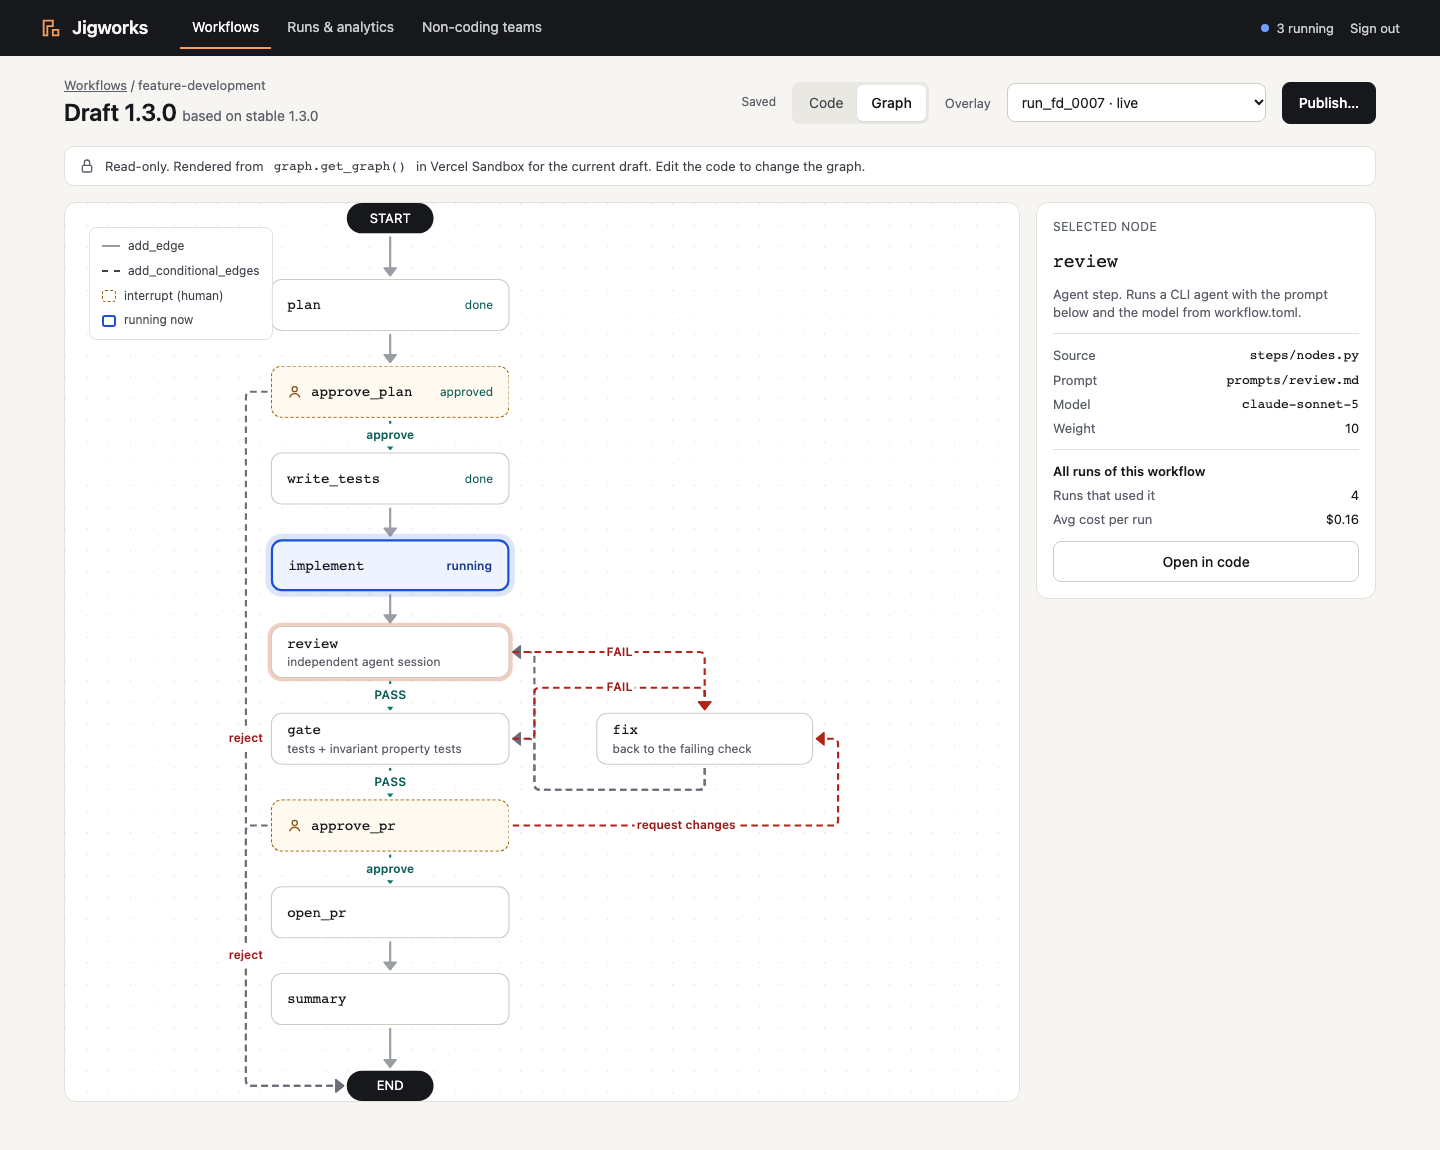 Jigworks
Workflows
Runs & analytics
Non-coding teams
3 running
Sign out
Workflows / feature-development
Draft 1.3.0 based on stable 1.3.0
Saved
Code
Graph
Overlay
run_fd_0007 · live
Publish...
Read-only. Rendered from graph.get_graph() in Vercel Sandbox for the current draft. Edit the code to change the graph.
add_edge
add_conditional_edges
interrupt (human)
running now
START
plan
done
approve_plan
approved
approve
write_tests
done
implement
running
review
independent agent session
FAIL
PASS
FAIL
gate
tests + invariant property tests
fix
back to the failing check
reject
PASS
approve_pr
request changes
approve
open_pr
reject
summary
END
SELECTED NODE
review
Agent step. Runs a CLI agent with the prompt
below and the model from workflow.toml.
Source steps/nodes.py
Prompt prompts/review.md
Model claude-sonnet-5
Weight 10
All runs of this workflow
Runs that used it 4
Avg cost per run $0.16
Open in code